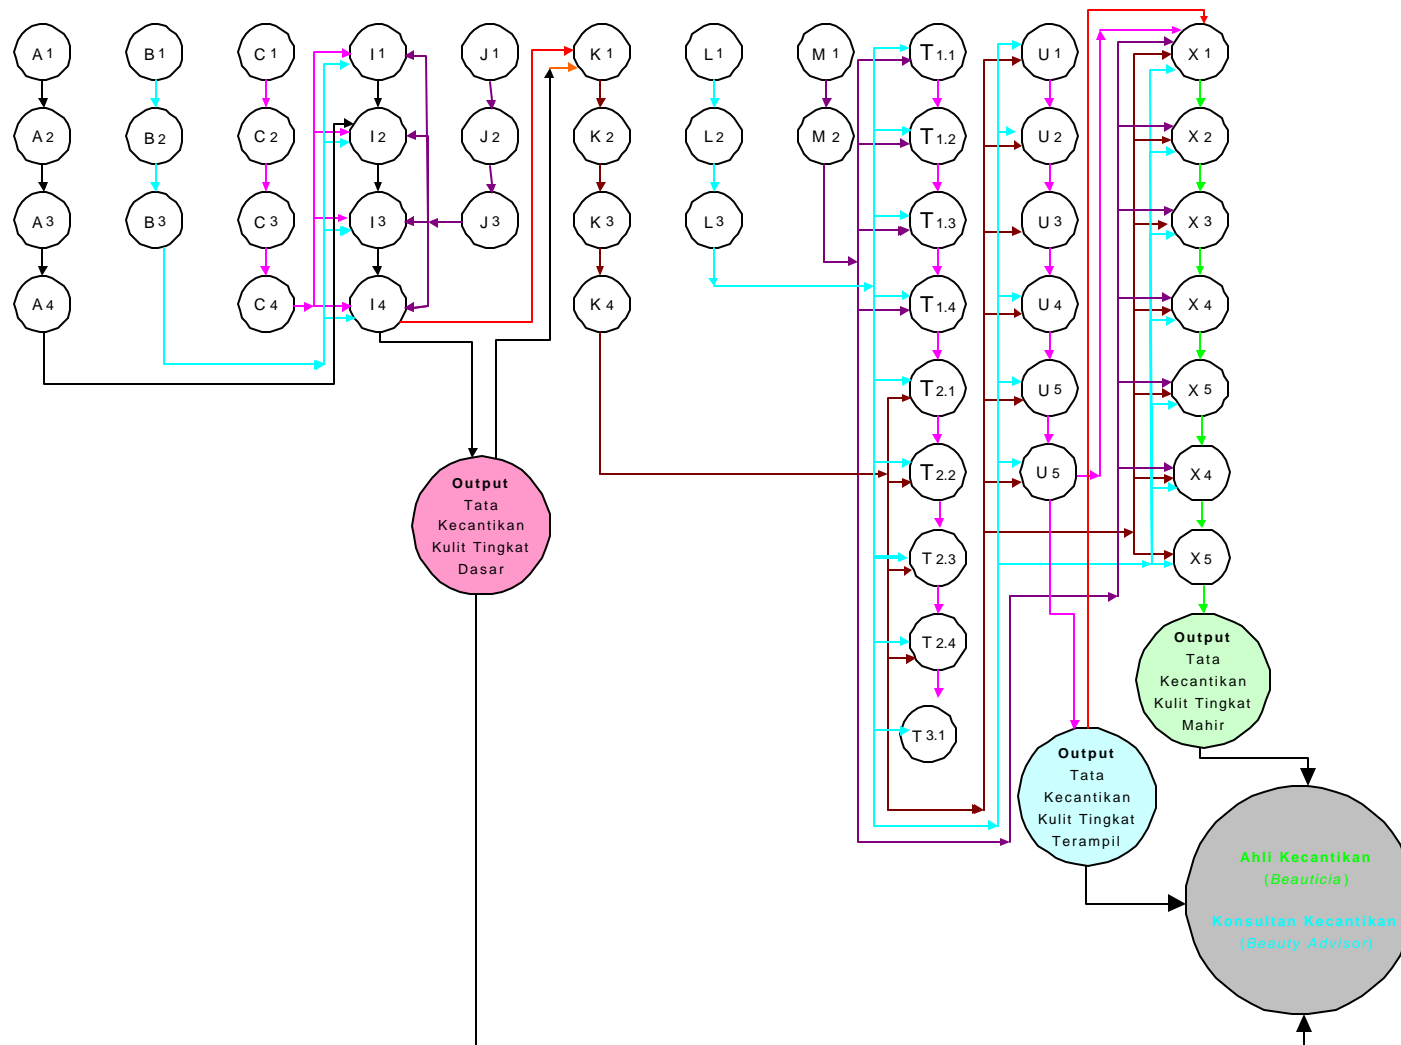 A1
B1
C1
I1
J1
K1
L1
M1
T1.1
U1
X1
A2
B2
C2
I2
J2
K2
L2
M2
T1.2
U2
X2
A3
B3
C3
I3
J3
K3
L3
T1.3
U3
X3
A4
C4
I4
K4
T1.4
U4
X4
T2.1
U5
X5
T2.2
U5
X4
T2.3
X5
T2.4
T3.1
Output
Tata
Kecantikan
Kulit Tingkat
Dasar
Output
Tata
Kecantikan
Kulit Tingkat
Mahir
Output
Tata
Kecantikan
Kulit Tingkat
Terampil
Ahli Kecantikan
(Beauticia)
Konsultan Kecantikan
(Beauty Advisor)